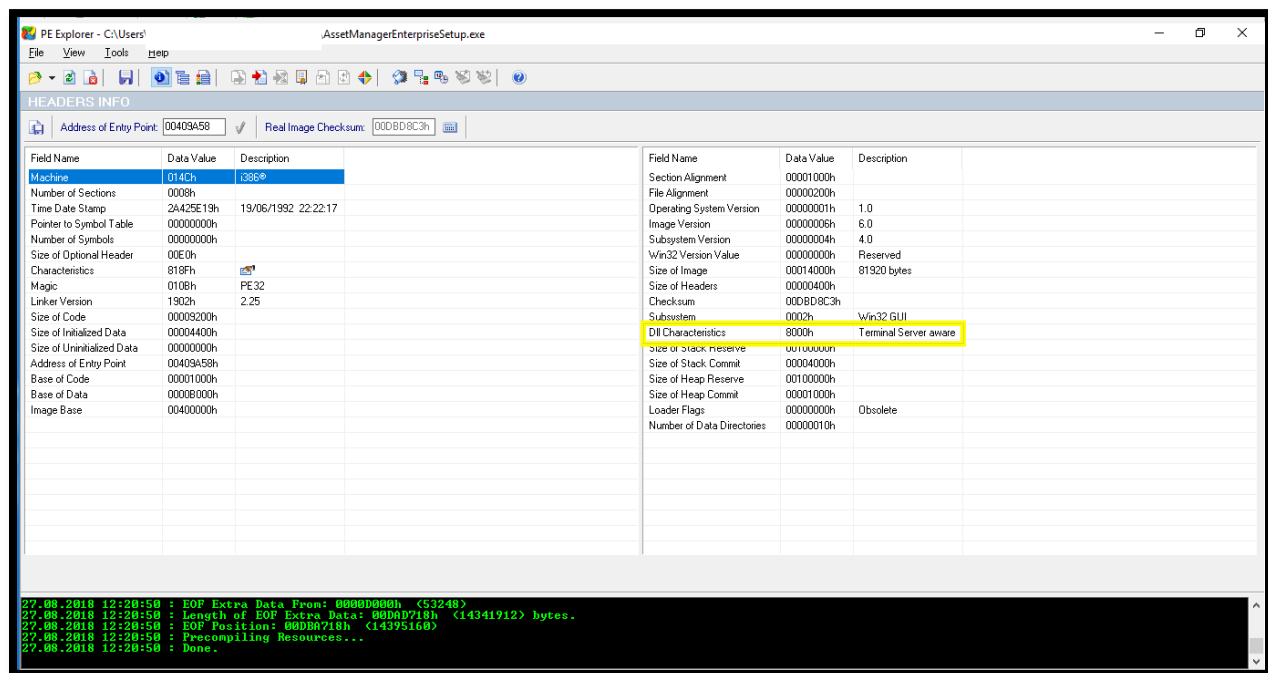 PE Explorer - C:\Users\ \AssetManagerEnterpriseSetup.exe
File View Tools Help
HEADERS INFO
Address of Entry Point: 00409A58 Real Image Checksum: 00DBD8C3h
Field Name Data Value Description
Machine 014Ch i386®
Number of Sections 0008h
Time Date Stamp 2A425E19h 19/06/1992 22:22:17
Pointer to Symbol Table 00000000h
Number of Symbols 00000000h
Size of Optional Header 00E0h
Characteristics 818Fh
Magic 010Bh PE32
Linker Version 1902h 2.25
Size of Code 00009200h
Size of Initialized Data 00004400h
Size of Uninitialized Data 00000000h
Address of Entry Point 00409A58h
Base of Code 00001000h
Base of Data 0000B000h
Image Base 00400000h
Field Name Data Value Description
Section Alignment 00001000h
File Alignment 00000200h
Operating System Version 00000001h 1.0
Image Version 00000006h 6.0
Subsystem Version 00000004h 4.0
Win32 Version Value 00000000h Reserved
Size of Image 00014000h 81920 bytes
Size of Headers 00000400h
Checksum 00DBD8C3h
Subsystem 0002h Win32 GUI
Dll Characteristics 8000h Terminal Server aware
Size of Stack Reserve 00100000h
Size of Stack Commit 00004000h
Size of Heap Reserve 00100000h
Size of Heap Commit 00001000h
Loader Flags 00000000h Obsolete
Number of Data Directories 00000010h
27.08.2018 12:20:50 : EOF Extra Data From: 0000D000h (53248)
27.08.2018 12:20:50 : Length of EOF Extra Data: 00DAD718h (14341912) bytes.
27.08.2018 12:20:50 : EOF Position: 00DBA718h (14395160)
27.08.2018 12:20:50 : Precompiling Resources...
27.08.2018 12:20:50 : Done.